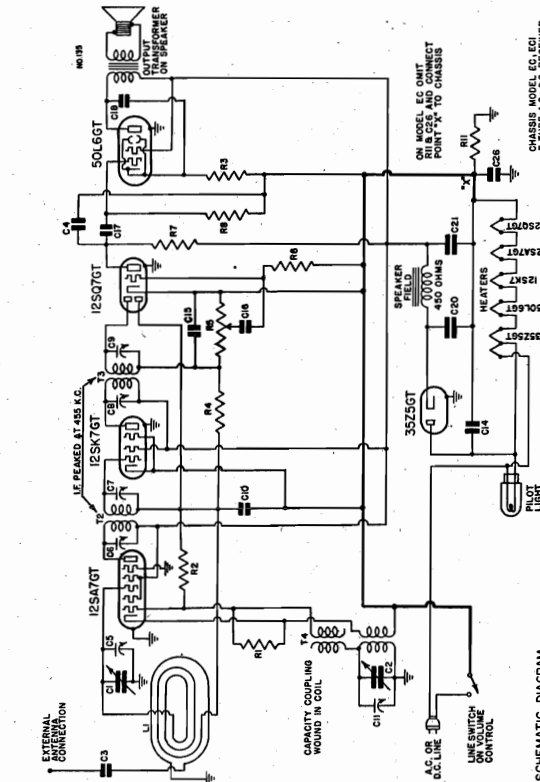 EXTERNAL
ANTENNA
CONNECTION
C3
L1
C1
C5
12SA7GT
C6
T2
C7
I.F. PEAKED AT 455 K.C.
12SK7GT
C8
T3
C9
12SQ7GT
C4
C17
50L6GT
C18
NO 195
OUTPUT
TRANSFORMER
ON SPEAKER
R2
C10
R4
R5
C15
C16
R6
R7
R8
R3
R1
T4
CAPACITY COUPLING
WOUND IN COIL
C11
C2
A.C. OR
D.C. LINE
LINE SWITCH
ON VOLUME
CONTROL
PILOT
LIGHT
C14
35Z5GT
SPEAKER
FIELD
450 OHMS
C20
C21
HEATERS
35Z5GT
50L6GT
12SK7
12SA7GT
12SQ7GT
ON MODEL EC OMIT
R11 & C26 AND CONNECT
POINT "X" TO CHASSIS
"X"
R11
C26
SCHEMATIC DIAGRAM
CHASSIS MODEL EC, EC1